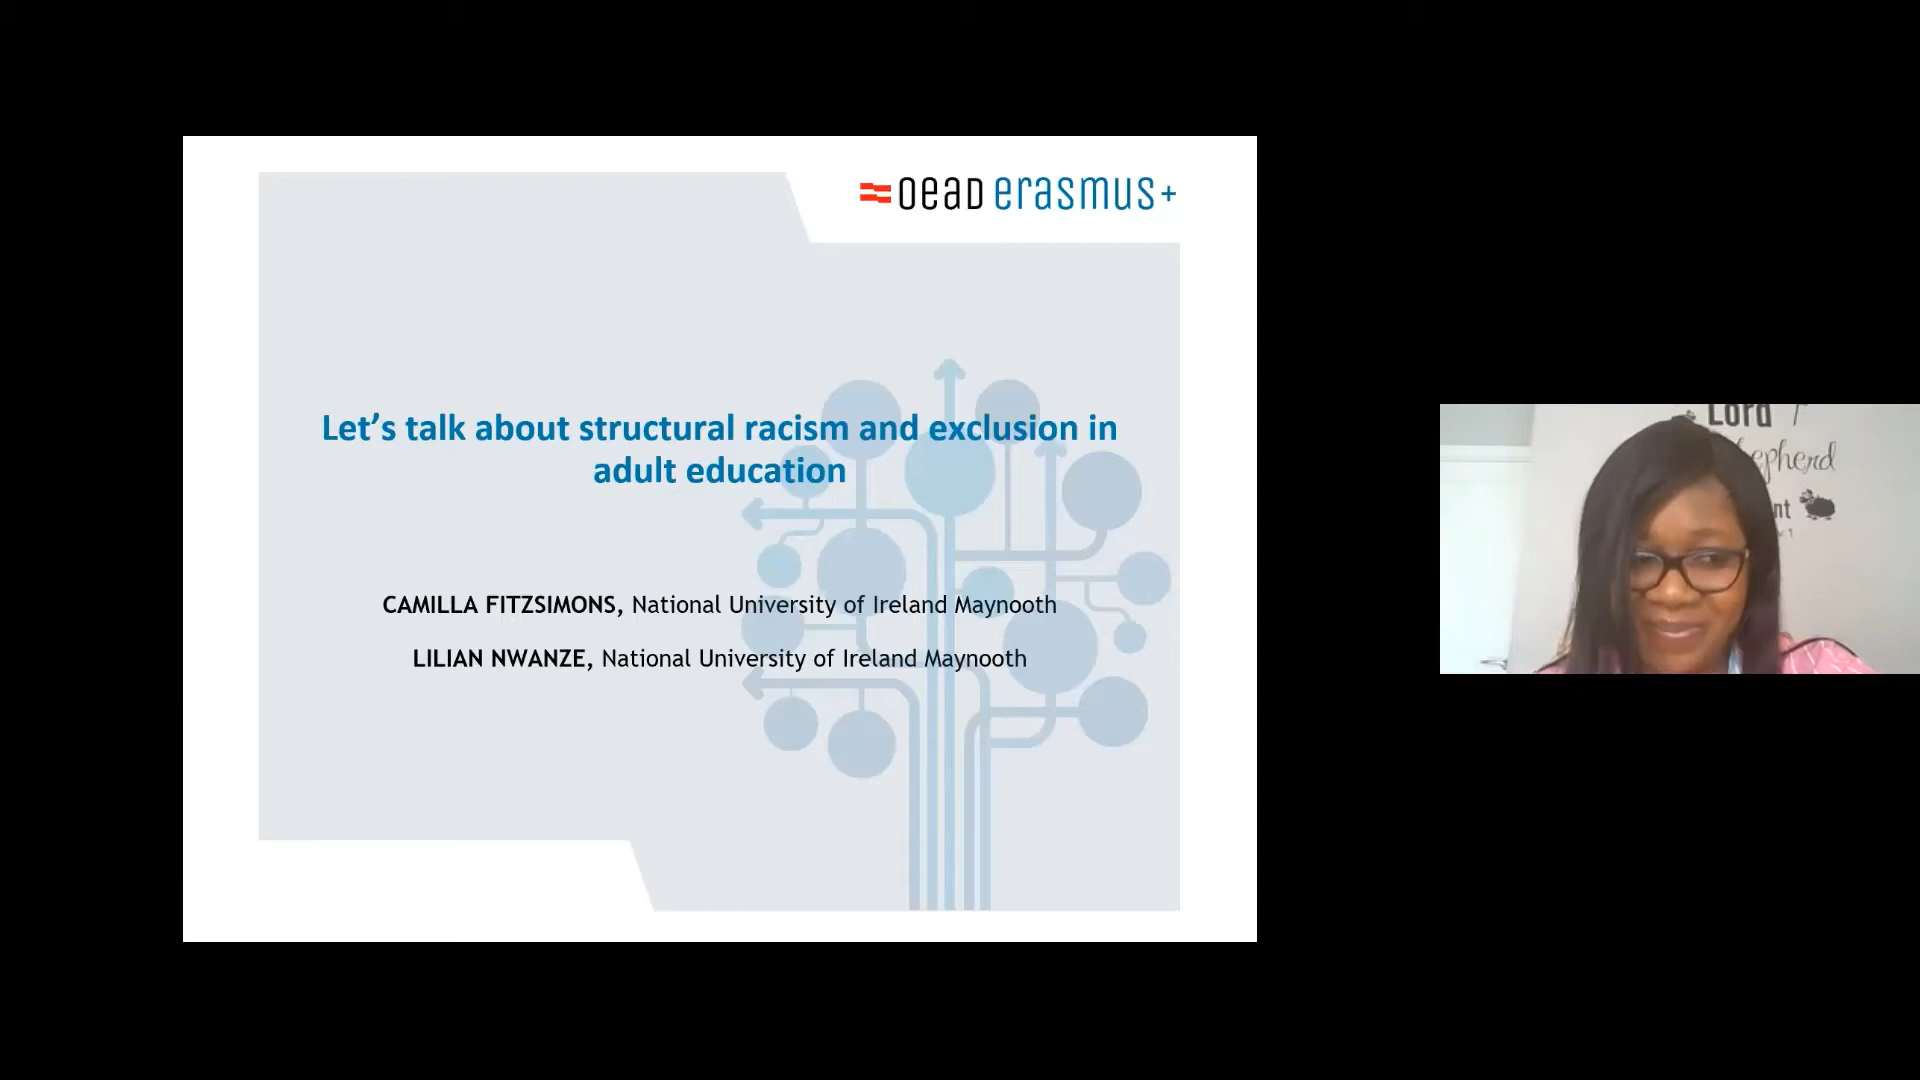 oead erasmus+
Let’s talk about structural racism and exclusion in
adult education
CAMILLA FITZSIMONS, National University of Ireland Maynooth
LILIAN NWANZE, National University of Ireland Maynooth
Lord